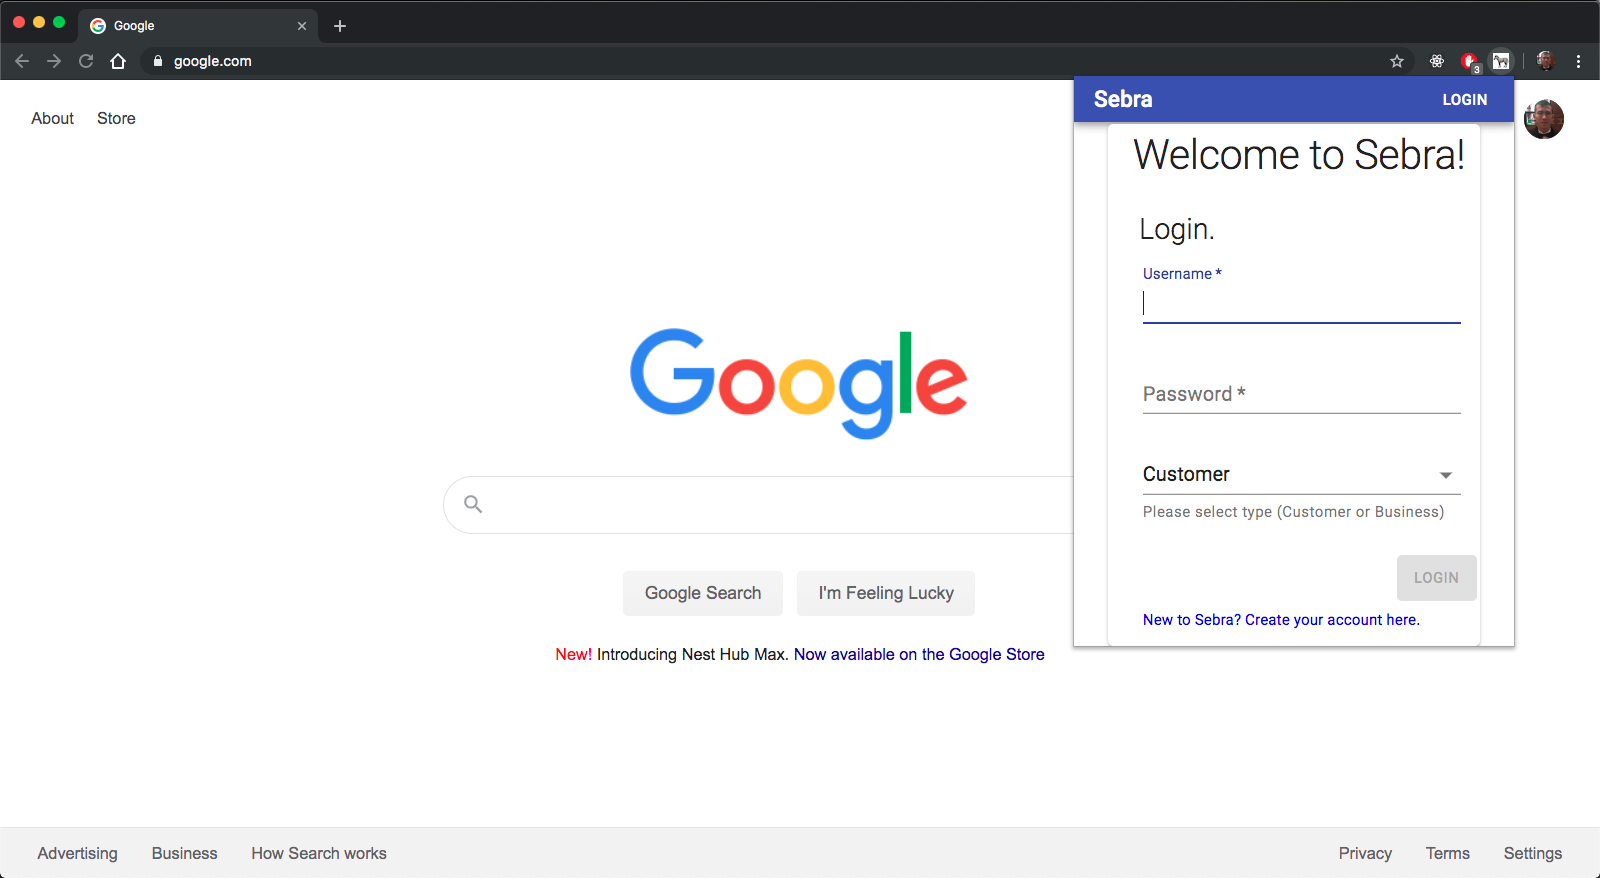 Google
google.com
3
About
Store
Sebra
LOGIN
Welcome to Sebra!
Login.
Username *
Password *
Customer
Please select type (Customer or Business)
LOGIN
New to Sebra? Create your account here.
Google
Google Search
I'm Feeling Lucky
New! Introducing Nest Hub Max. Now available on the Google Store
Advertising
Business
How Search works
Privacy
Terms
Settings